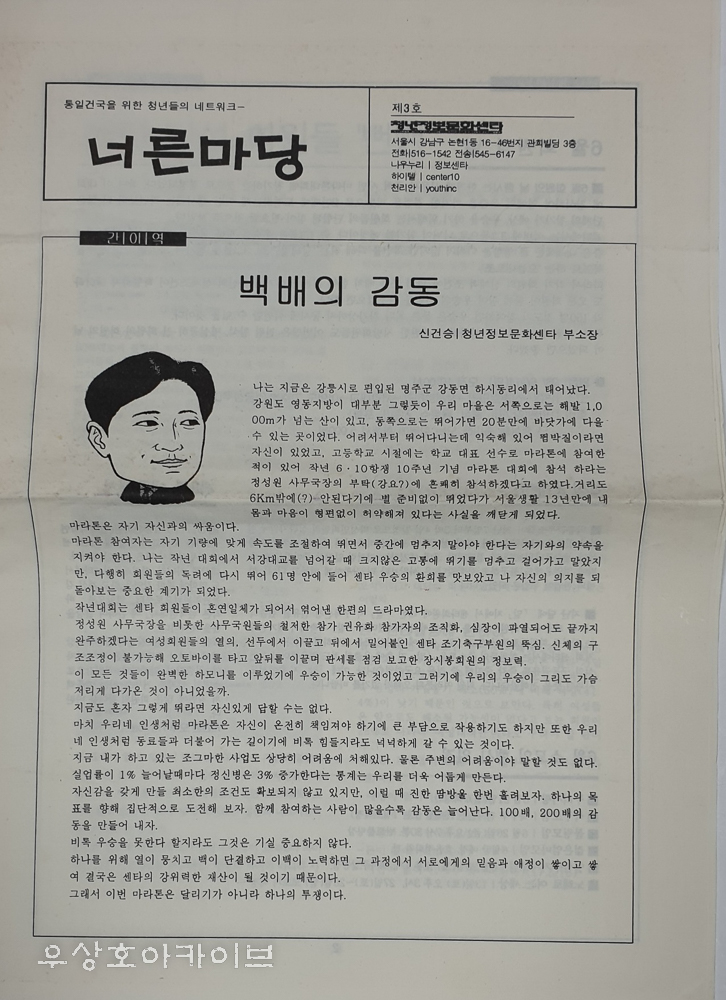 통일건국을 위한 청년들의 네트워크-
너른마당
제3호
청년정보문화센타
서울시 강남구 논현1동 16-46번지 관희빌딩 3층
전화|516-1542 전송|545-6147
나우누리 | 정보센타
하이텔 | center10
천리안 | youthinc
간|이|역
백배의 감동
신건승|청년정보문화센타 부소장
나는 지금은 강릉시로 편입된 명주군 강동면 하시동리에서 태어났다.
강원도 영동지방이 대부분 그렇듯이 우리 마을은 서쪽으로는 해발 1,0
00m가 넘는 산이 있고, 동쪽으로는 뛰어가면 20분만에 바닷가에 다을
수 있는 곳이었다. 어려서부터 뛰어다니는데 익숙해 있어 뜀박질이라면
자신이 있었고, 고등학교 시절에는 학교 대표 선수로 마라톤에 참여한
적이 있어 작년 6·10항쟁 10주년 기념 마라톤 대회에 참석 하라는
정성원 사무국장의 부탁(강요?)에 흔쾌히 참석하겠다고 하였다.거리도
6Km밖에(?) 안된다기에 별 준비없이 뛰었다가 서울생활 13년만에 내
몸과 마음이 형편없이 허약해져 있다는 사실을 깨닫게 되었다.
마라톤은 자기 자신과의 싸움이다.
마라톤 참여자는 자기 기량에 맞게 속도를 조절하여 뛰면서 중간에 멈추지 말아야 한다는 자기와의 약속을
지켜야 한다. 나는 작년 대회에서 서강대교를 넘어갈 때 크지않은 고통에 뛰기를 멈추고 걸어가고 말았지
만, 다행히 회원들의 독려에 다시 뛰어 61명 안에 들어 센타 우승의 환희를 맛보았고 나 자신의 의지를 되
돌아보는 중요한 계기가 되었다.
작년대회는 센타 회원들이 혼연일체가 되어서 엮어낸 한편의 드라마였다.
정성원 사무국장을 비롯한 사무국원들의 철저한 참가 권유화 참가자의 조직화, 심장이 파열되어도 끝까지
완주하겠다는 여성회원들의 열의, 선두에서 이끌고 뒤에서 밀어붙인 센타 조기축구부원의 뚝심. 신체의 구
조조정이 불가능해 오토바이를 타고 앞뒤를 이끌며 판세를 점검 보고한 장시봉회원의 정보력.
이 모든 것들이 완벽한 하모니를 이루었기에 우승이 가능한 것이었고 그러기에 우리의 우승이 그리도 가슴
저리게 다가온 것이 아니었을까.
지금도 혼자 그렇게 뛰라면 자신있게 답할 수는 없다.
마치 우리네 인생처럼 마라톤은 자신이 온전히 책임져야 하기에 큰 부담으로 작용하기도 하지만 또한 우리
네 인생처럼 동료들과 더불어 가는 길이기에 비톡 힘들지라도 넉넉하게 갈 수 있는 것이다.
지금 내가 하고 있는 조그마한 사업도 상당히 어려움에 처해있다. 물론 주변의 어려움이야 말할 것도 없다.
실업률이 1% 늘어날때마다 정신병은 3% 증가한다는 통계는 우리를 더욱 어둡게 만든다.
자신감을 갖게 만들 최소한의 조건도 확보되지 않고 있지만, 이럴 때 진한 땀방울 한번 흘려보자. 하나의 목
표를 향해 집단적으로 도전해 보자. 함께 참여하는 사람이 많을수록 감동은 늘어난다. 100배, 200배의 감
동을 만들어 내자.
비톡 우승을 못한다 할지라도 그것은 기실 중요하지 않다.
하나를 위해 열이 뭉치고 백이 단결하고 이백이 노력하면 그 과정에서 서로에게의 믿음과 애정이 쌓이고 쌓
여 결국은 센타의 강위력한 재산이 될 것이기 때문이다.
그래서 이번 마라톤은 달리기가 아니라 하나의 투쟁이다.
우상호아카이브